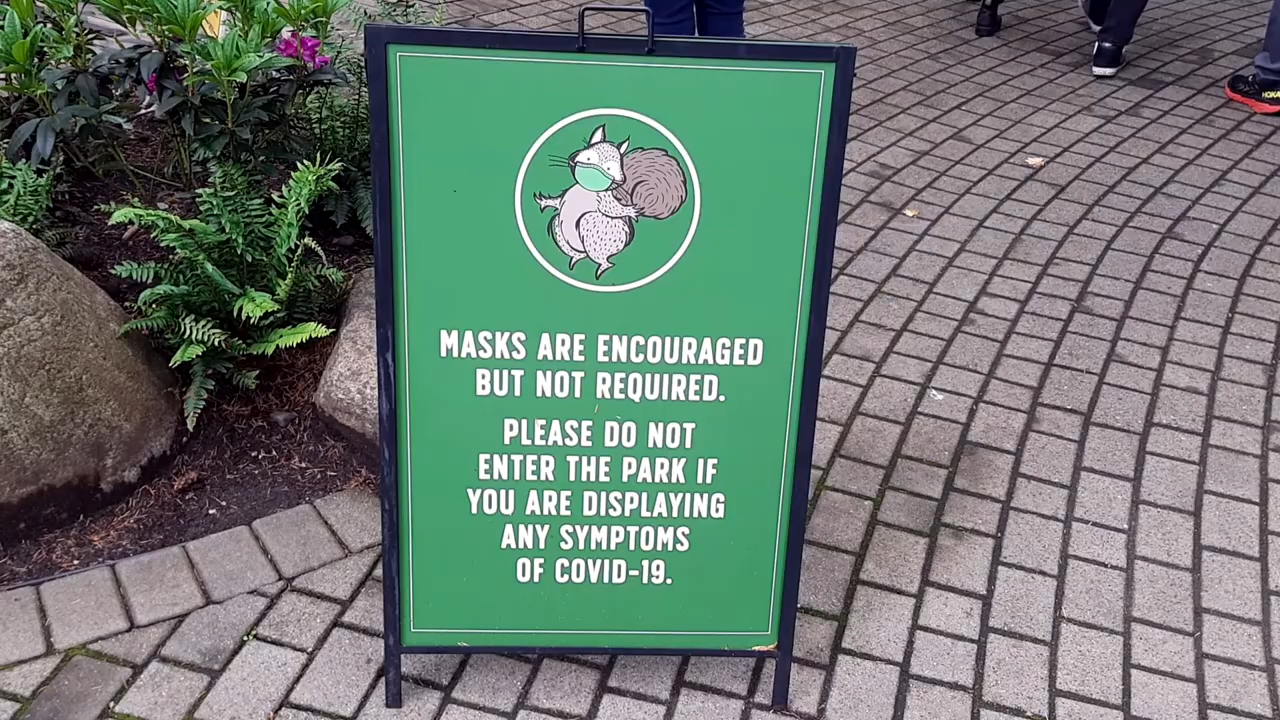 MASKS ARE ENCOURAGED
BUT NOT REQUIRED.
PLEASE DO NOT
ENTER THE PARK IF
YOU ARE DISPLAYING
ANY SYMPTOMS
OF COVID-19.
HOKA